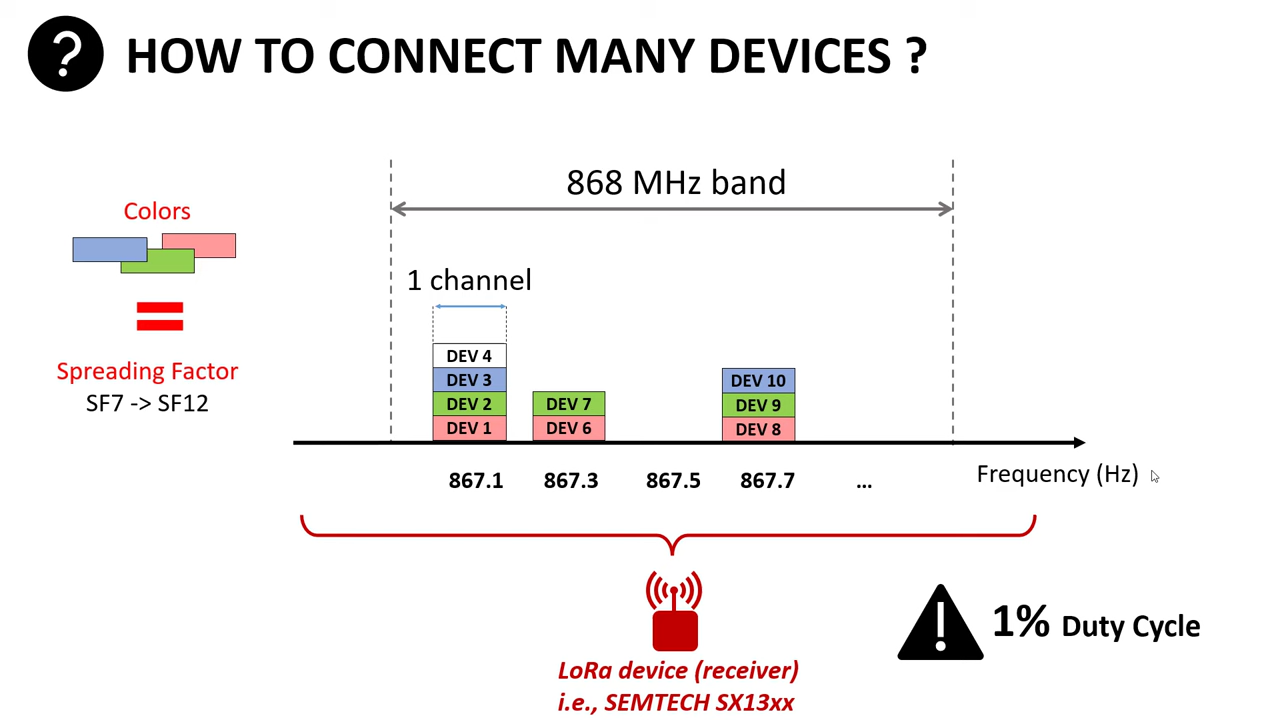 ?
HOW TO CONNECT MANY DEVICES ?
868 MHz band
Colors
1 channel
Spreading Factor
SF7 -> SF12
DEV 4
DEV 3
DEV 2
DEV 1
DEV 7
DEV 6
DEV 10
DEV 9
DEV 8
867.1 867.3 867.5 867.7 ...
Frequency (Hz)
1% Duty Cycle
LoRa device (receiver)
i.e., SEMTECH SX13xx